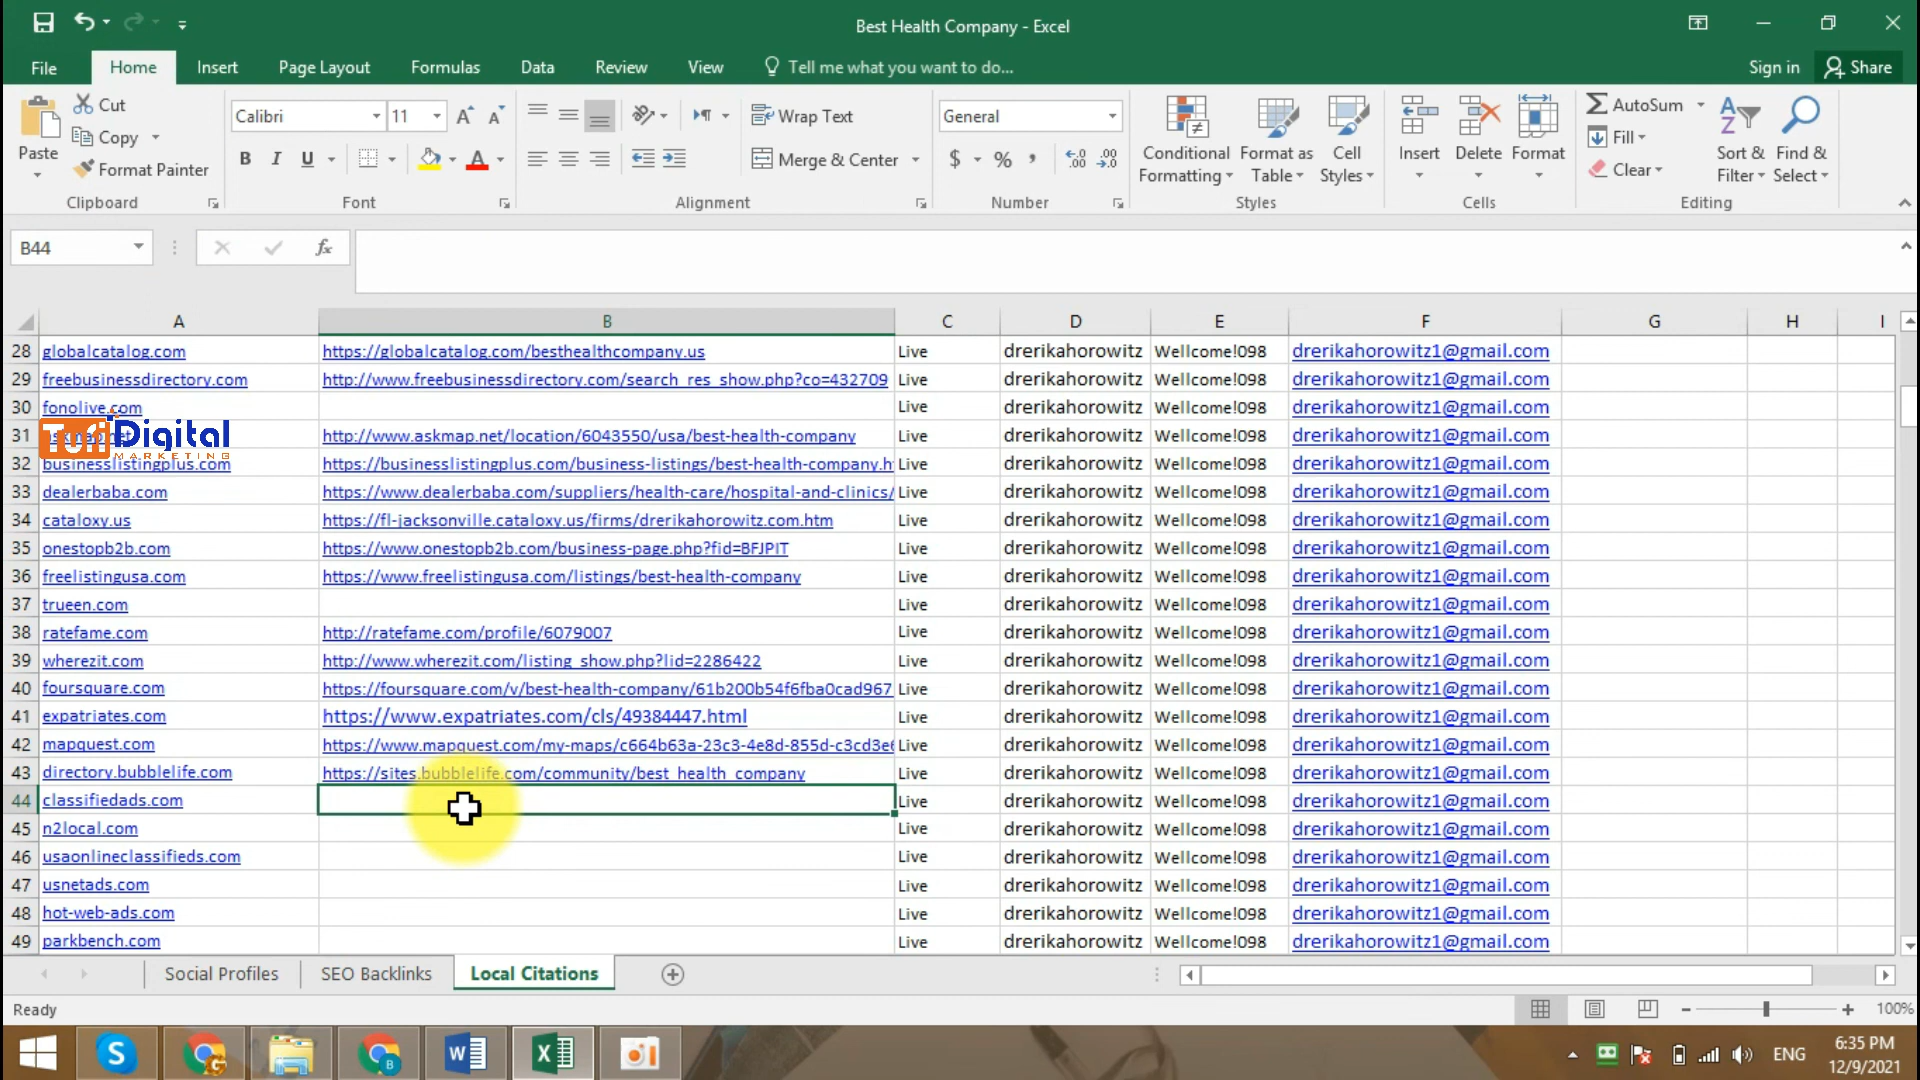 Best Health Company - Excel
File Home Insert Page Layout Formulas Data Review View Tell me what you want to do... Sign in Share
Cut
Copy
Format Painter
Paste
Clipboard
Calibri 11
B I U
Font
Wrap Text
Merge & Center
Alignment
General
$ % ,
Number
Conditional Formatting
Format as Table
Cell Styles
Styles
Insert Delete Format
Cells
AutoSum
Fill
Clear
Sort & Filter
Find & Select
Editing
B44 fx
A B C D E F G H I
28 globalcatalog.com https://globalcatalog.com/besthealthcompany.us Live drerikahorowitz Wellcome!098 drerikahorowitz1@gmail.com
29 freebusinessdirectory.com http://www.freebusinessdirectory.com/search_res_show.php?co=432709 Live drerikahorowitz Wellcome!098 drerikahorowitz1@gmail.com
30 fonolive.com Live drerikahorowitz Wellcome!098 drerikahorowitz1@gmail.com
31 http://www.askmap.net/location/6043550/usa/best-health-company Live drerikahorowitz Wellcome!098 drerikahorowitz1@gmail.com
Tufi Digital
MARKETING
32 businesslistingplus.com https://businesslistingplus.com/business-listings/best-health-company.h Live drerikahorowitz Wellcome!098 drerikahorowitz1@gmail.com
33 dealerbaba.com https://www.dealerbaba.com/suppliers/health-care/hospital-and-clinics/ Live drerikahorowitz Wellcome!098 drerikahorowitz1@gmail.com
34 cataloxy.us https://fl-jacksonville.cataloxy.us/firms/drerikahorowitz.com.htm Live drerikahorowitz Wellcome!098 drerikahorowitz1@gmail.com
35 onestopb2b.com https://www.onestopb2b.com/business-page.php?fid=BFJPIT Live drerikahorowitz Wellcome!098 drerikahorowitz1@gmail.com
36 freelistingusa.com https://www.freelistingusa.com/listings/best-health-company Live drerikahorowitz Wellcome!098 drerikahorowitz1@gmail.com
37 trueen.com Live drerikahorowitz Wellcome!098 drerikahorowitz1@gmail.com
38 ratefame.com http://ratefame.com/profile/6079007 Live drerikahorowitz Wellcome!098 drerikahorowitz1@gmail.com
39 wherezit.com http://www.wherezit.com/listing_show.php?lid=2286422 Live drerikahorowitz Wellcome!098 drerikahorowitz1@gmail.com
40 foursquare.com https://foursquare.com/v/best-health-company/61b200b54f6fba0cad967 Live drerikahorowitz Wellcome!098 drerikahorowitz1@gmail.com
41 expatriates.com https://www.expatriates.com/cls/49384447.html Live drerikahorowitz Wellcome!098 drerikahorowitz1@gmail.com
42 mapquest.com https://www.mapquest.com/my-maps/c664b63a-23c3-4e8d-855d-c3cd3e Live drerikahorowitz Wellcome!098 drerikahorowitz1@gmail.com
43 directory.bubblelife.com https://sites.bubblelife.com/community/best_health_company Live drerikahorowitz Wellcome!098 drerikahorowitz1@gmail.com
44 classifiedads.com Live drerikahorowitz Wellcome!098 drerikahorowitz1@gmail.com
45 n2local.com Live drerikahorowitz Wellcome!098 drerikahorowitz1@gmail.com
46 usaonlineclassifieds.com Live drerikahorowitz Wellcome!098 drerikahorowitz1@gmail.com
47 usnetads.com Live drerikahorowitz Wellcome!098 drerikahorowitz1@gmail.com
48 hot-web-ads.com Live drerikahorowitz Wellcome!098 drerikahorowitz1@gmail.com
49 parkbench.com Live drerikahorowitz Wellcome!098 drerikahorowitz1@gmail.com
Social Profiles SEO Backlinks Local Citations
Ready 100%
ENG 6:35 PM
12/9/2021